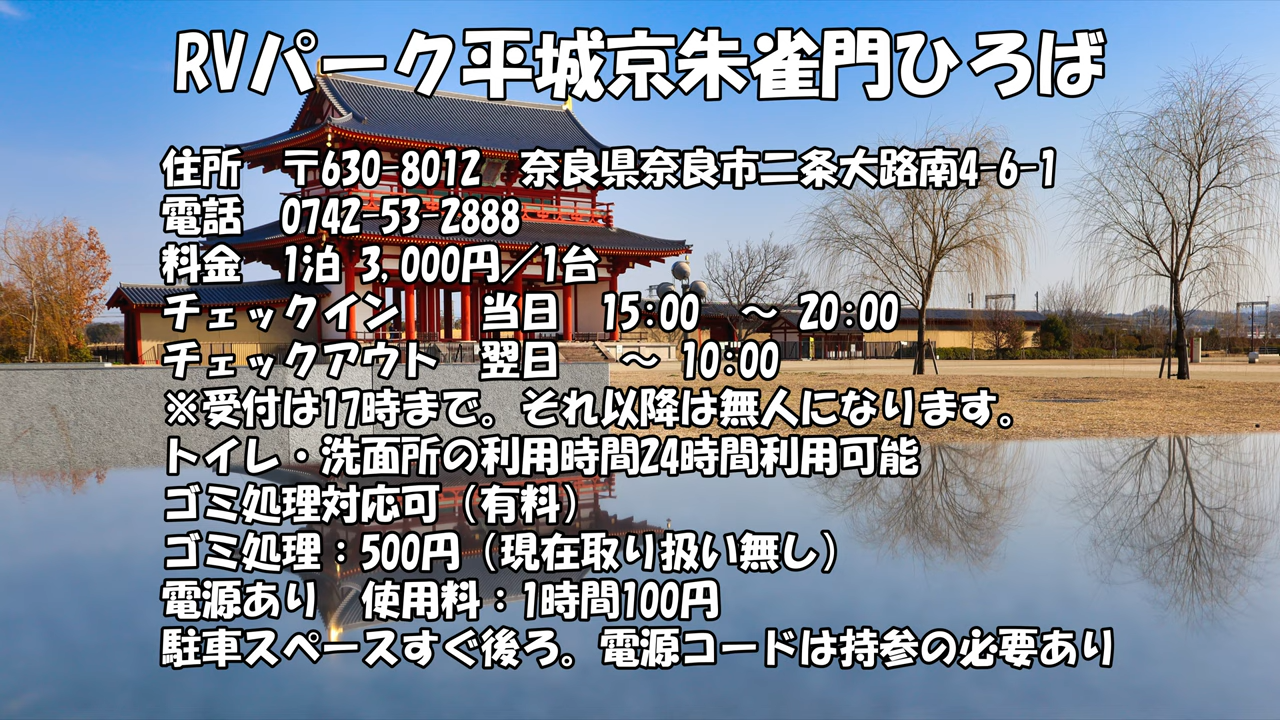 RVパーク平城京朱雀門ひろば
住所　〒630-8012　奈良県奈良市二条大路南4-6-1
電話　0742-53-2888
料金　1泊 3,000円／1台
チェックイン　　当日　15:00　～ 20:00
チェックアウト　翌日　　～ 10:00
※受付は17時まで。それ以降は無人になります。
トイレ・洗面所の利用時間24時間利用可能
ゴミ処理対応可（有料）
ゴミ処理：500円（現在取り扱い無し）
電源あり　使用料：1時間100円
駐車スペースすぐ後ろ。電源コードは持参の必要あり